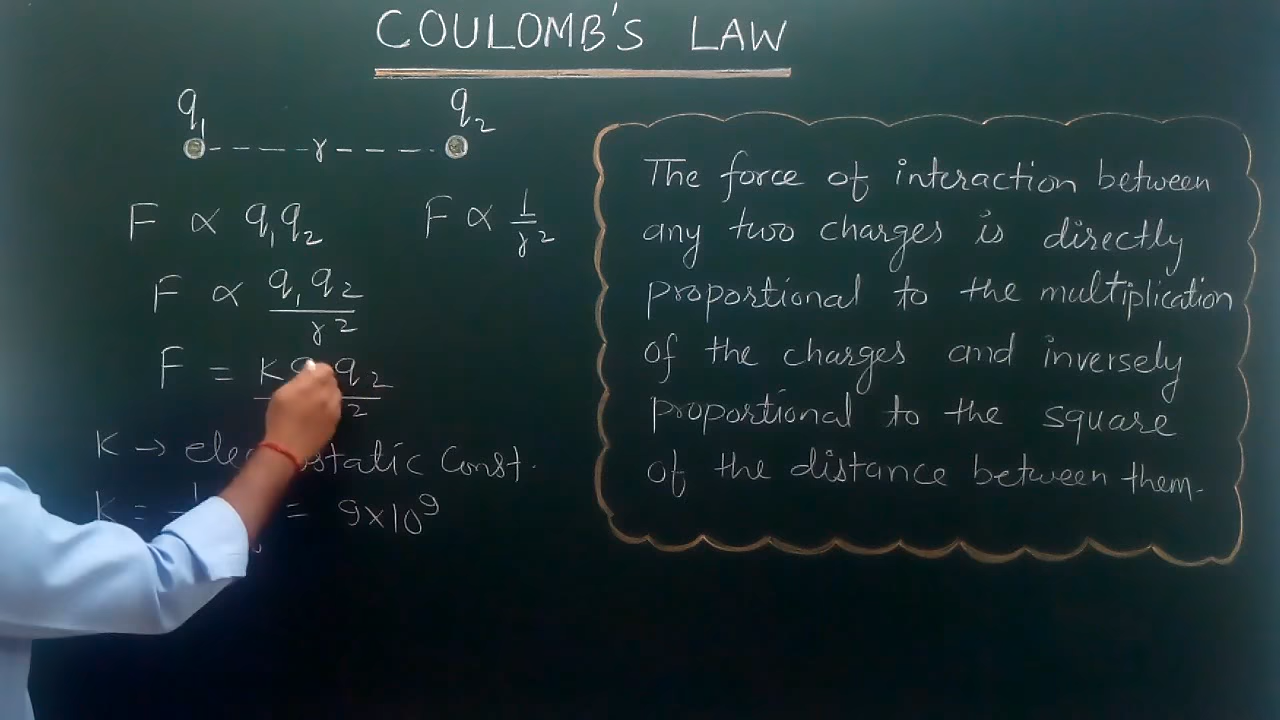 COULOMB'S LAW
q₁ q₂
r
F ∝ q₁q₂ F ∝ 1/r²
F ∝ q₁q₂/r²
F = K q₂
2
K → ele static Const.
K = 1 = 9×10⁹
The force of interaction between
any two charges is directly
proportional to the multiplication
of the charges and inversely
proportional to the square
of the distance between them.